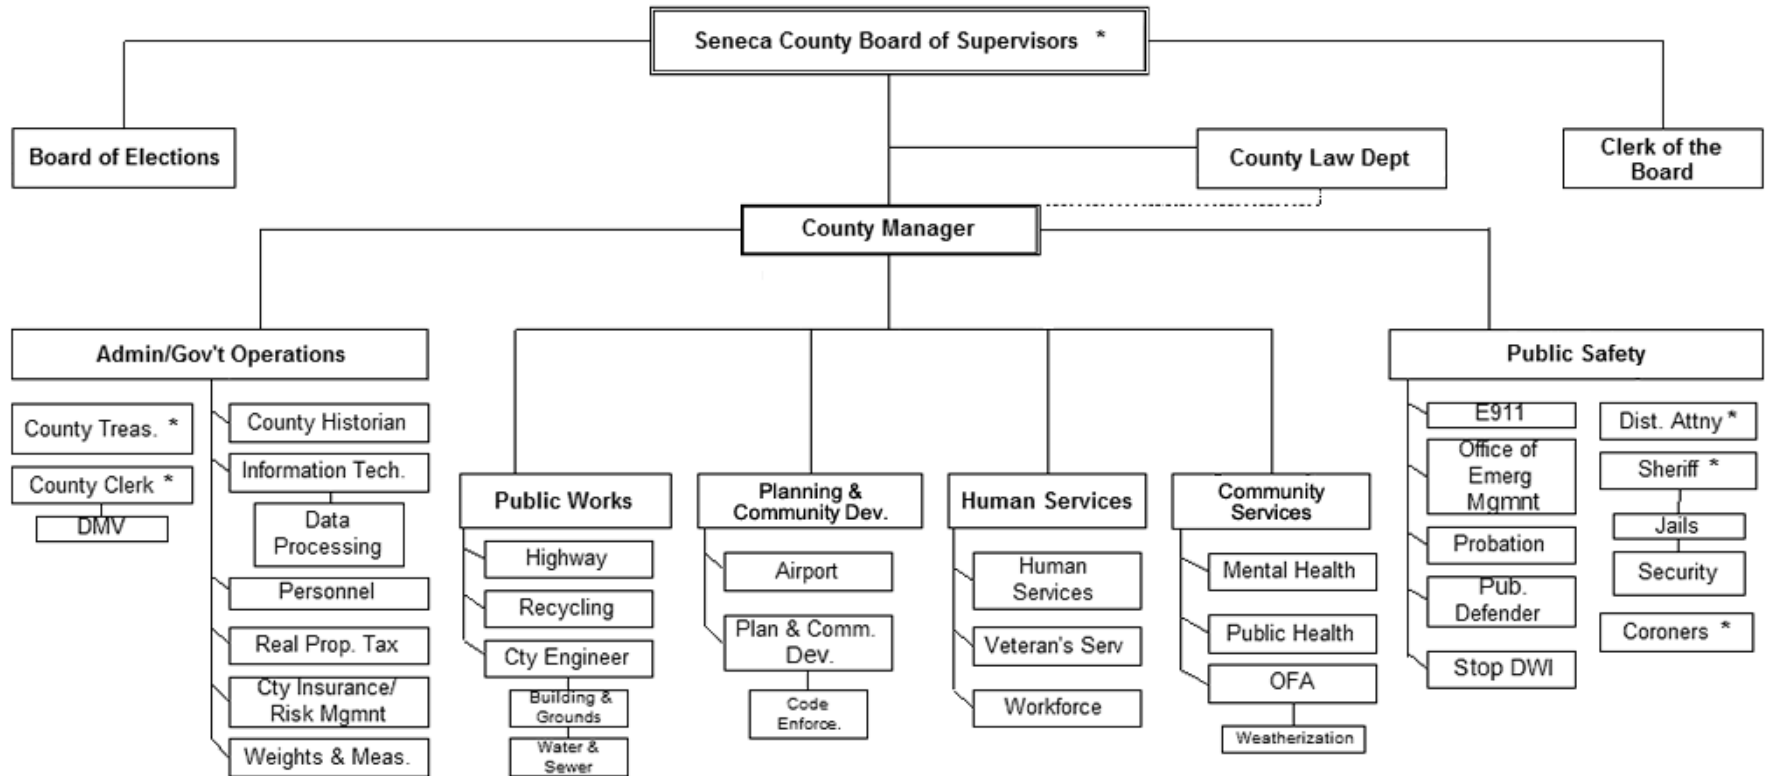 Seneca County Board of Supervisors *
Board of Elections
County Law Dept
Clerk of the
Board
County Manager
Admin/Gov't Operations
County Treas. *
County Clerk *
DMV
County Historian
Information Tech.
Data
Processing
Personnel
Real Prop. Tax
Cty Insurance/
Risk Mgmnt
Weights & Meas.
Public Works
Highway
Recycling
Cty Engineer
Building &
Grounds
Water &
Sewer
Planning &
Community Dev.
Airport
Plan & Comm.
Dev.
Code
Enforce.
Human Services
Human
Services
Veteran's Serv
Workforce
Community
Services
Mental Health
Public Health
OFA
Weatherization
Public Safety
E911
Office of
Emerg
Mgmnt
Probation
Pub.
Defender
Stop DWI
Dist. Attny *
Sheriff *
Jails
Security
Coroners *